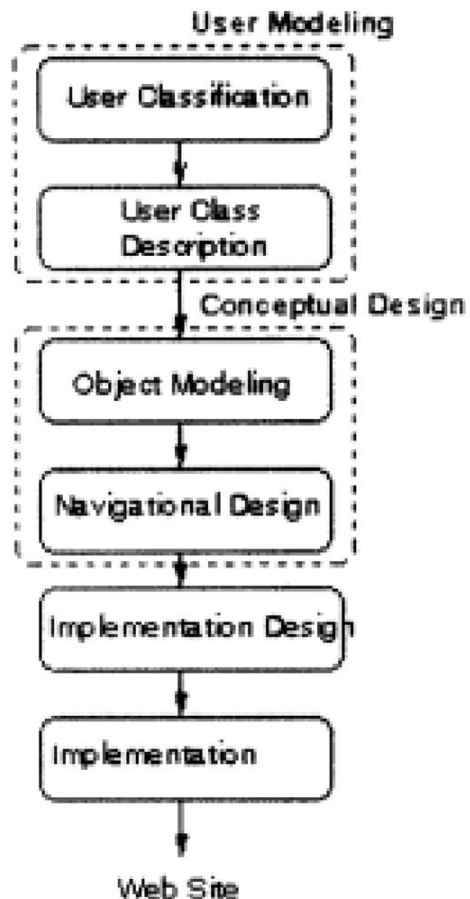 User Modeling
User Classification
User Class
Description
Conceptual Design
Object Modeling
Navigational Design
Implementation Design
Implementation
Web Site